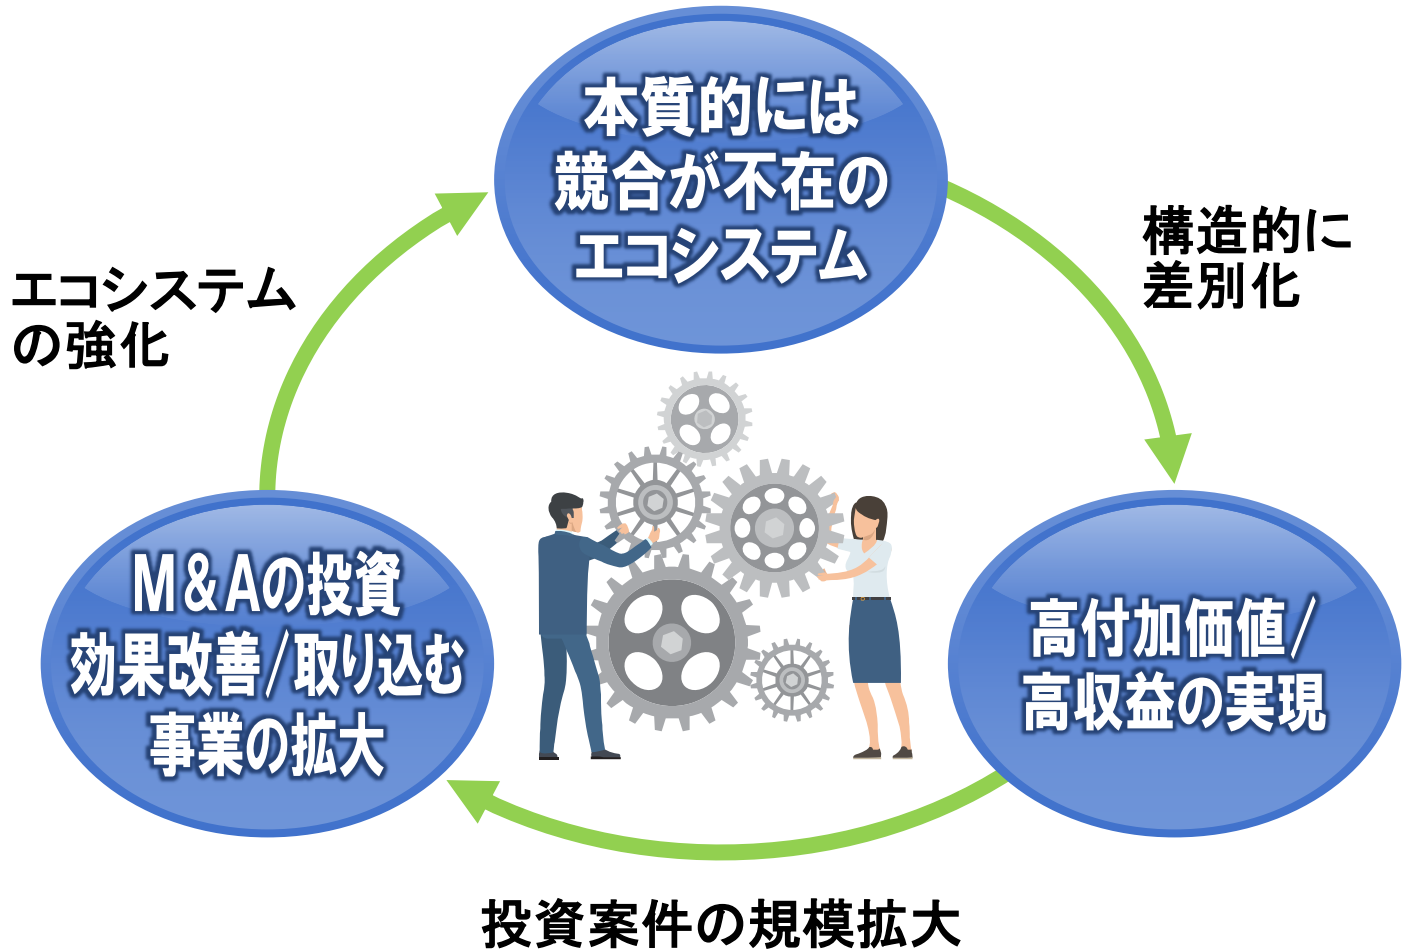 本質的には
競合が不在の
エコシステム
構造的に
差別化
エコシステム
の強化
M&Aの投資
効果改善/取り込む
事業の拡大
高付加価値/
高収益の実現
投資案件の規模拡大